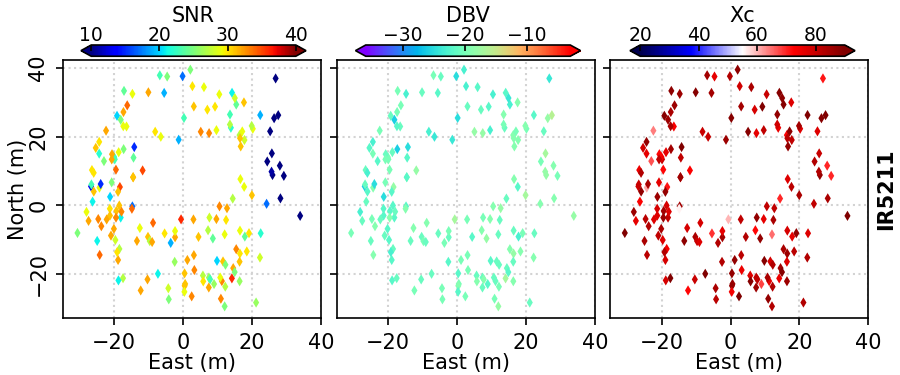 SNR DBV Xc
10 20 30 40 −30 −20 −10 20 40 60 80
40
20
0
−20
North (m)
IR5211
−20 0 20 40 −20 0 20 40 −20 0 20 40
East (m) East (m) East (m)